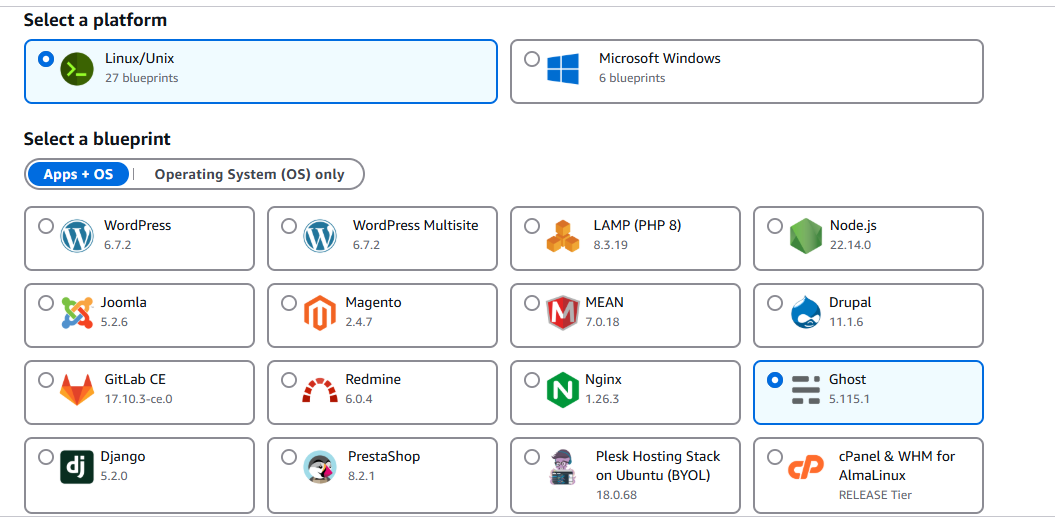 Select a platform
Linux/Unix
27 blueprints
Microsoft Windows
6 blueprints
Select a blueprint
Apps + OS
Operating System (OS) only
WordPress
6.7.2
WordPress Multisite
6.7.2
LAMP (PHP 8)
8.3.19
Node.js
22.14.0
Joomla
5.2.6
Magento
2.4.7
MEAN
7.0.18
Drupal
11.1.6
GitLab CE
17.10.3-ce.0
Redmine
6.0.4
Nginx
1.26.3
Ghost
5.115.1
dj
Django
5.2.0
PrestaShop
8.2.1
Plesk Hosting Stack
on Ubuntu (BYOL)
18.0.68
cP
cPanel & WHM for
AlmaLinux
RELEASE Tier